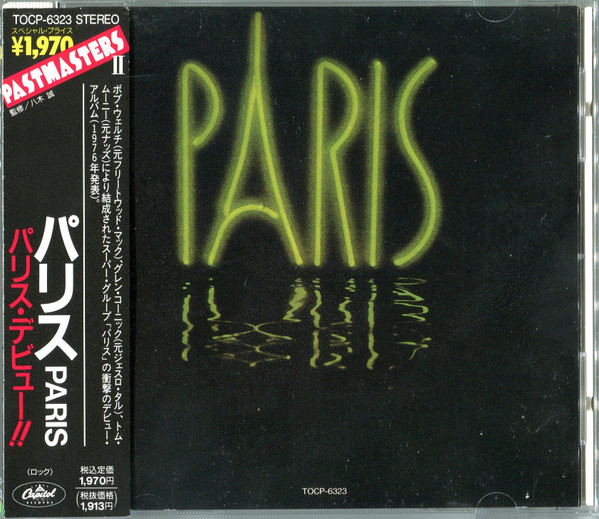 TOCP-6323 STEREO
スペシャル・プライス
¥1,970
PASTMASTERS
II
監修/八木 誠
ボブ・ウェルチ(元フリートウッド・マック)、グレン・コーニック(元ジェスロ・タル)、トム・
ムーニー(元ナッズ)により結成されたスーパー・グループ「パリス」の衝撃のデビュー・
アルバム(1976年発表)。
パリス PARIS
パリス・デビュー!!
〈ロック〉
Capitol
RECORDS
税込定価
1,970円
(税抜価格)
1,913円
PARIS
TOCP-6323